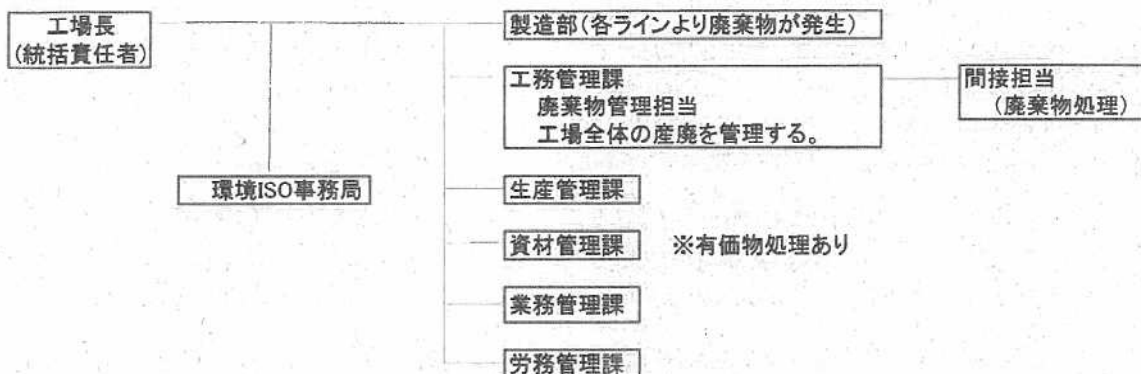 工場長
(統括責任者)
製造部(各ラインより廃棄物が発生)
工務管理課
廃棄物管理担当
工場全体の産廃を管理する。
間接担当
(廃棄物処理)
環境ISO事務局
生産管理課
資材管理課 ※有価物処理あり
業務管理課
労務管理課